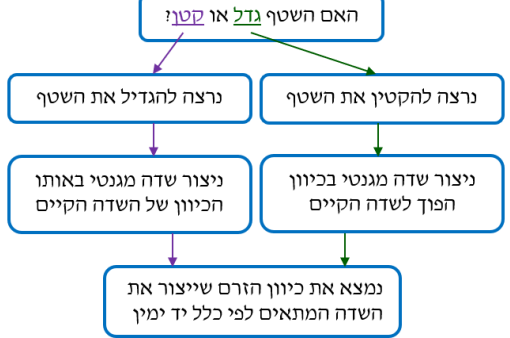 האם השטף גדל או קטן?
נרצה להקטין את השטף
נרצה להגדיל את השטף
ניצור שדה מגנטי בכיוון
הפוך לשדה הקיים
ניצור שדה מגנטי באותו
הכיוון של השדה הקיים
נמצא את כיוון הזרם שייצור את
השדה המתאים לפי כלל יד ימין